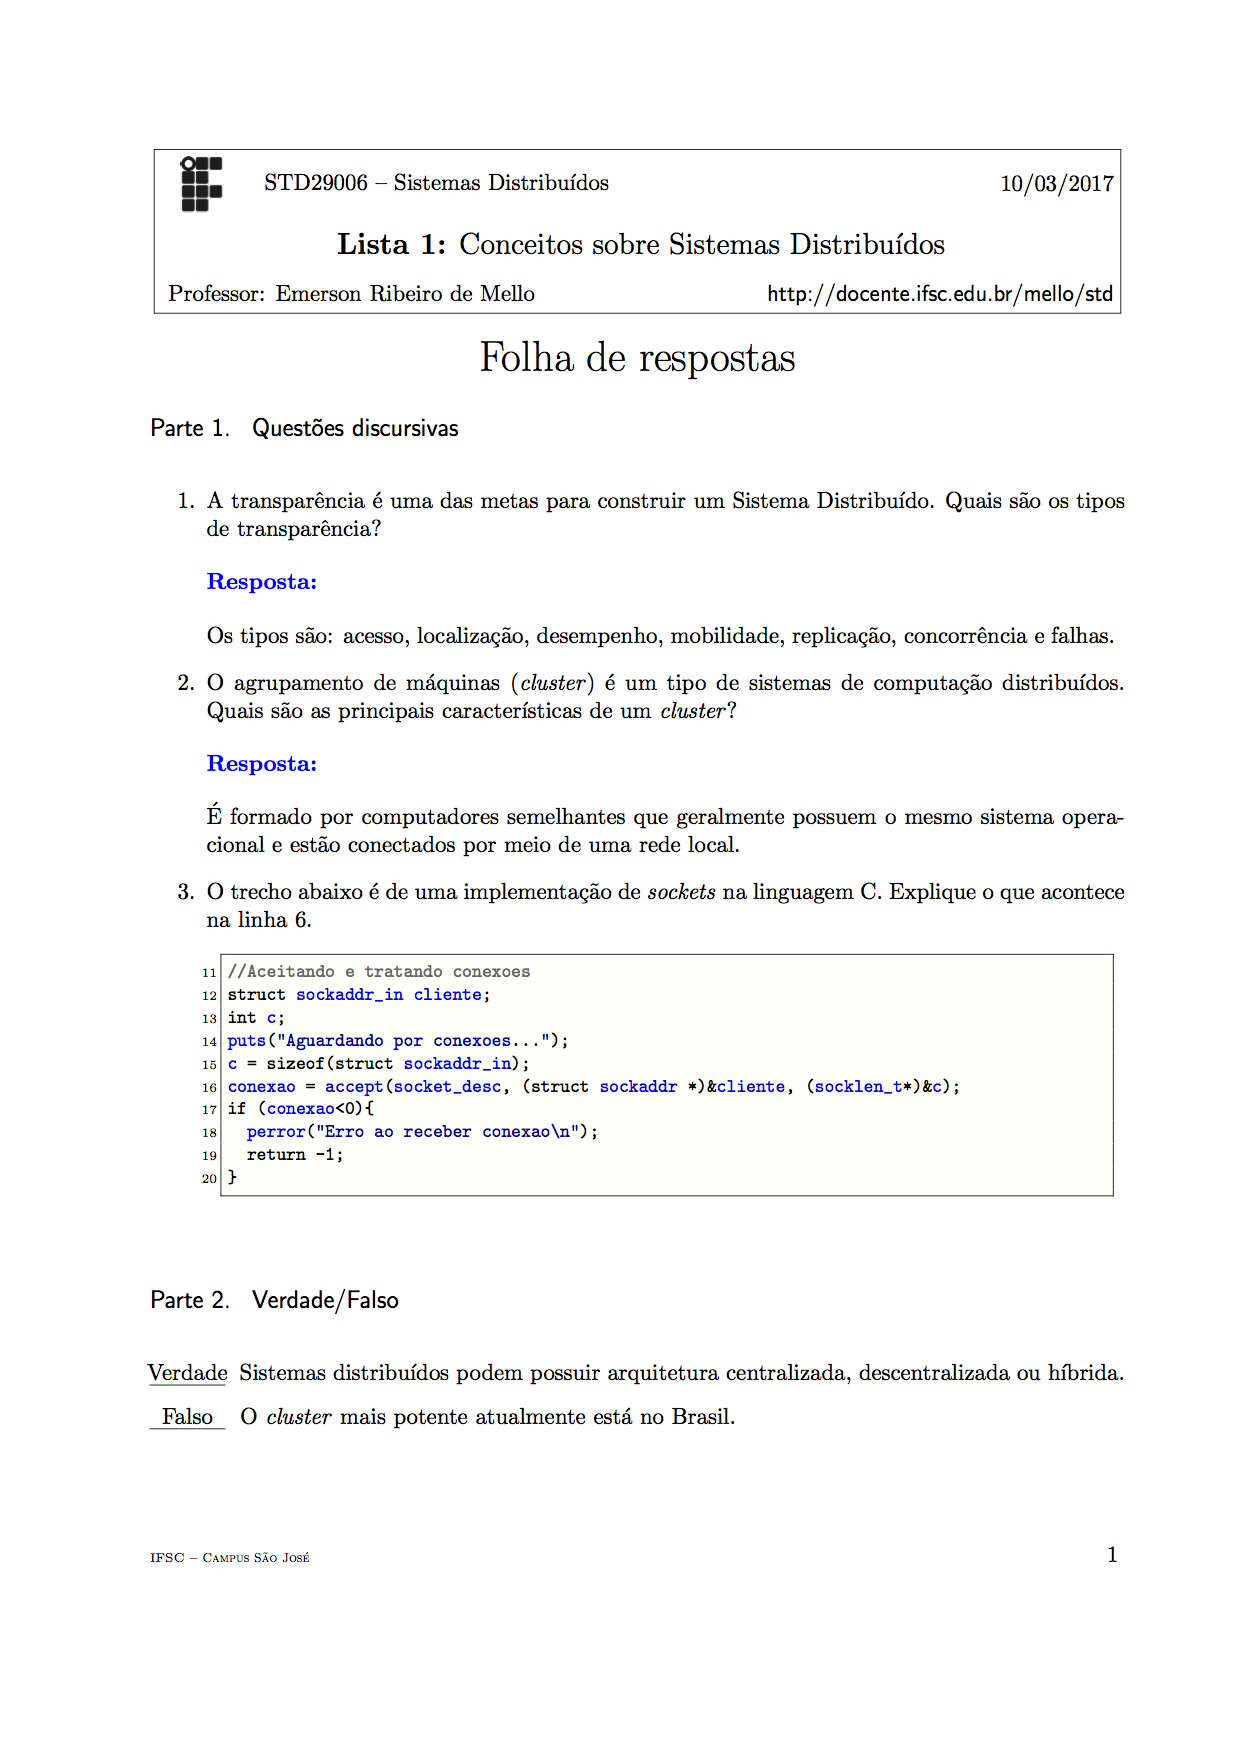 STD29006 – Sistemas Distribuídos 10/03/2017
Lista 1: Conceitos sobre Sistemas Distribuídos
Professor: Emerson Ribeiro de Mello http://docente.ifsc.edu.br/mello/std
Folha de respostas
Parte 1. Questões discursivas
1. A transparência é uma das metas para construir um Sistema Distribuído. Quais são os tipos
de transparência?
Resposta:
Os tipos são: acesso, localização, desempenho, mobilidade, replicação, concorrência e falhas.
2. O agrupamento de máquinas (cluster) é um tipo de sistemas de computação distribuídos.
Quais são as principais características de um cluster?
Resposta:
É formado por computadores semelhantes que geralmente possuem o mesmo sistema opera-
cional e estão conectados por meio de uma rede local.
3. O trecho abaixo é de uma implementação de sockets na linguagem C. Explique o que acontece
na linha 6.
11 //Aceitando e tratando conexoes
12 struct sockaddr_in cliente;
13 int c;
14 puts("Aguardando por conexoes...");
15 c = sizeof(struct sockaddr_in);
16 conexao = accept(socket_desc, (struct sockaddr *)&cliente, (socklen_t*)&c);
17 if (conexao<0){
18 perror("Erro ao receber conexao\n");
19 return -1;
20 }
Parte 2. Verdade/Falso
Verdade Sistemas distribuídos podem possuir arquitetura centralizada, descentralizada ou híbrida.
Falso O cluster mais potente atualmente está no Brasil.
IFSC – Campus São José 1